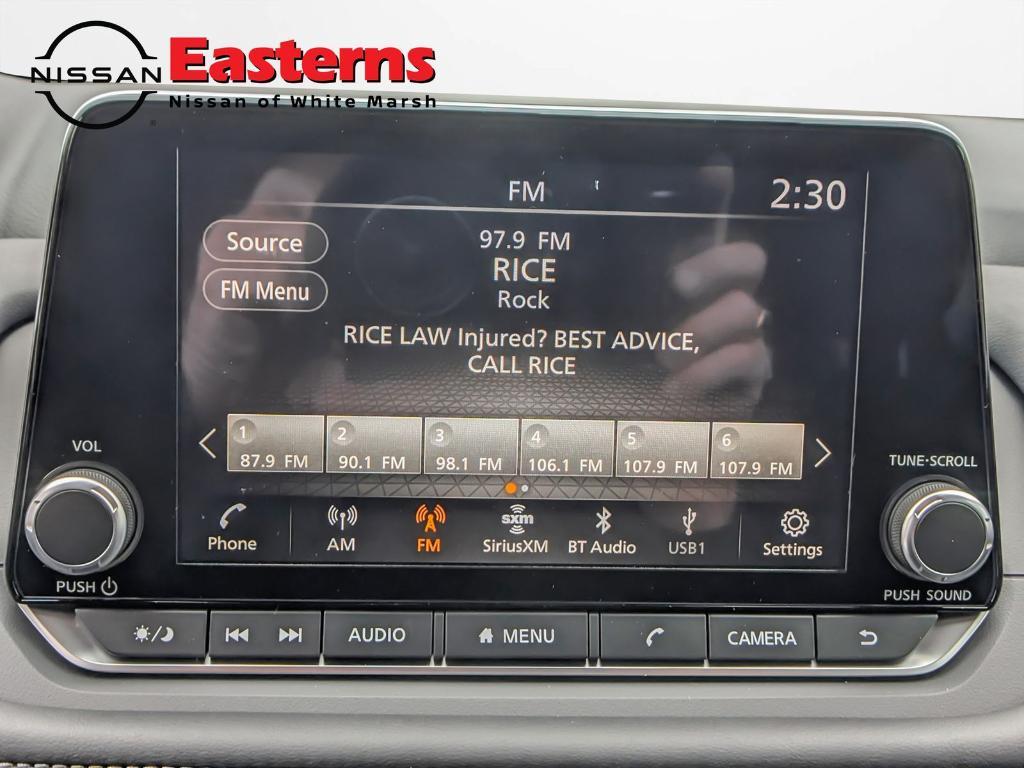 NISSAN
Easterns
Nissan of White Marsh
FM
2:30
Source
97.9 FM
RICE
FM Menu
Rock
RICE LAW Injured? BEST ADVICE,
CALL RICE
1
2
3
4
5
6
87.9 FM
90.1 FM
98.1 FM
106.1 FM
107.9 FM
107.9 FM
VOL
TUNE·SCROLL
sxm
Phone
AM
FM
SiriusXM
BT Audio
USB1
Settings
PUSH
PUSH SOUND
AUDIO
MENU
CAMERA